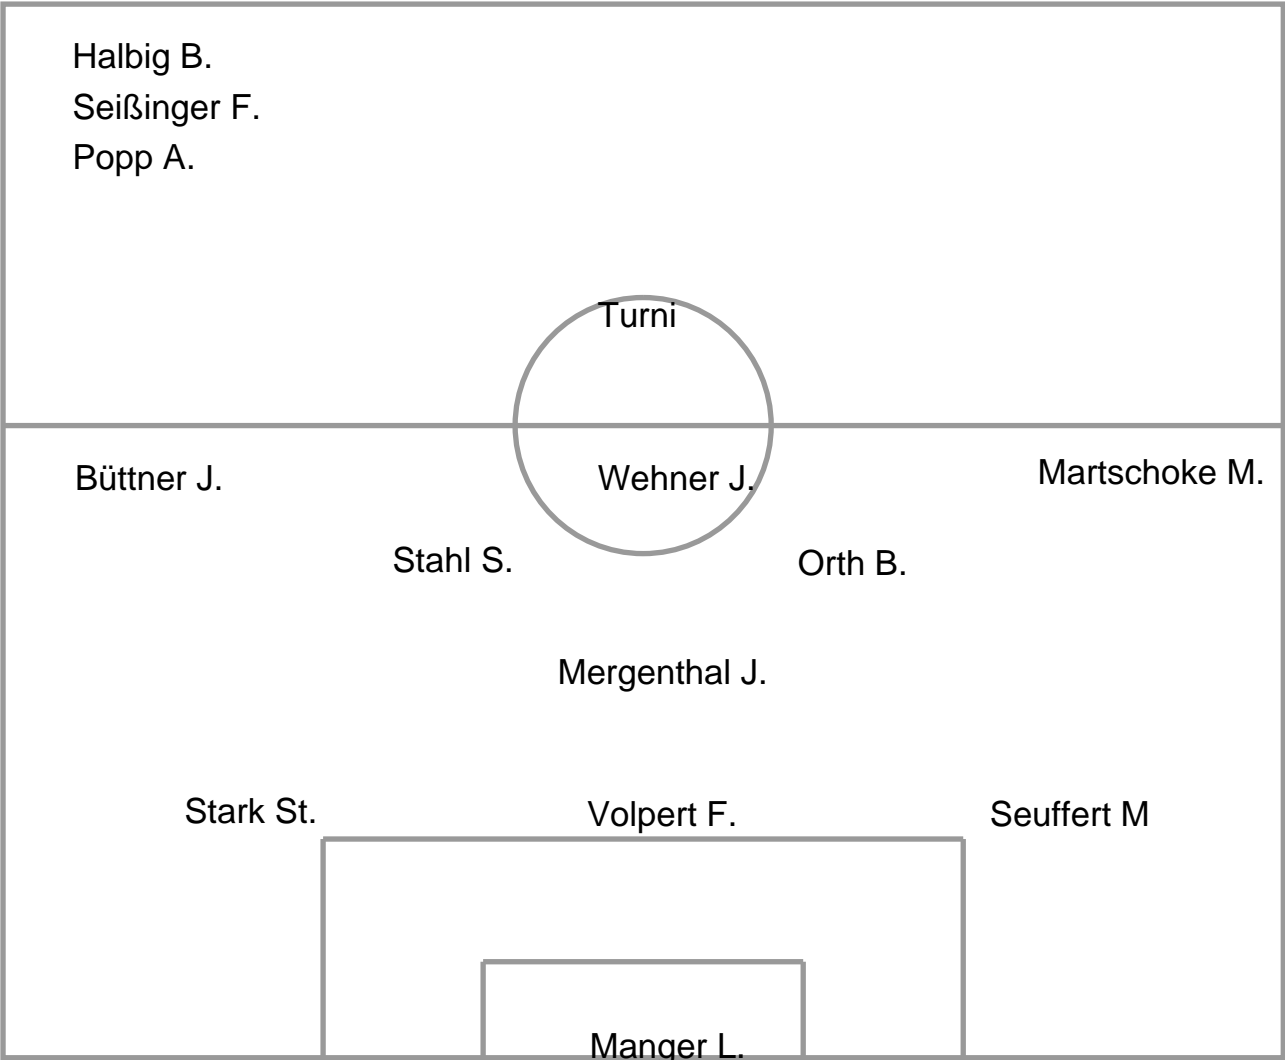 Halbig B.
Seißinger F.
Popp A.
Turni
Büttner J.
Wehner J.
Martschoke M.
Stahl S.
Orth B.
Mergenthal J.
Stark St.
Volpert F.
Seuffert M
Manger L.